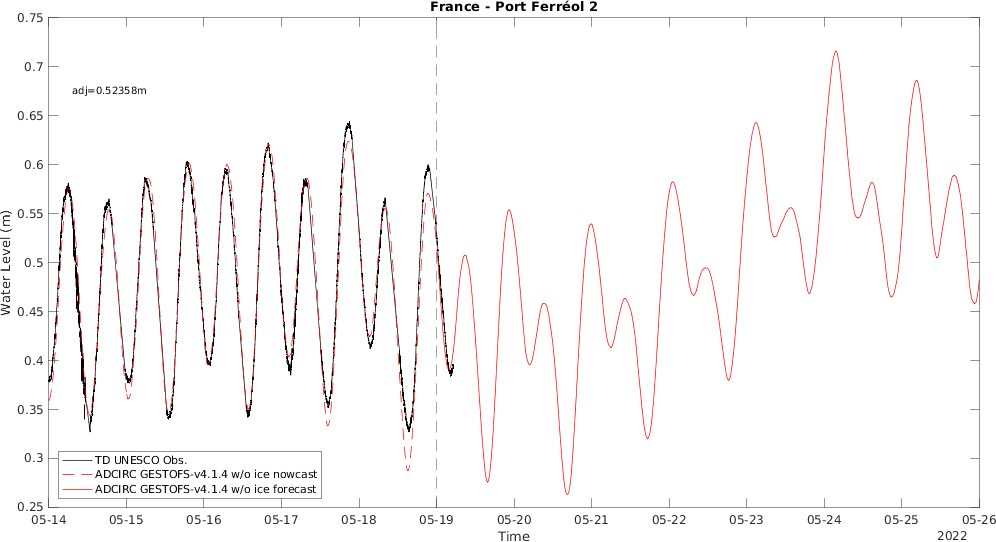 France - Port Ferréol 2
0.75
0.7
0.65
0.6
0.55
0.5
0.45
0.4
0.35
0.3
0.25
Water Level (m)
adj=0.52358m
TD UNESCO Obs.
ADCIRC GESTOFS-v4.1.4 w/o ice nowcast
ADCIRC GESTOFS-v4.1.4 w/o ice forecast
05-14 05-15 05-16 05-17 05-18 05-19 05-20 05-21 05-22 05-23 05-24 05-25 05-26
Time
2022